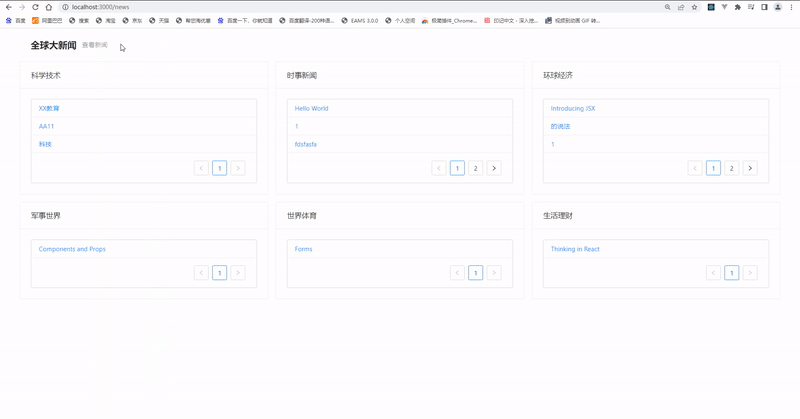 localhost:3000/news
百度 阿里巴巴 搜索 淘宝 京东 天猫 帮您淘优惠 百度一下，你就知道 百度翻译-200种语... EAMS 3.0.0 个人空间 极简插件_Chrome... 印记中文 - 深入挖... 视频到动画 GIF 转...
全球大新闻 查看新闻
科学技术
XX教育
AA11
科技
1
时事新闻
Hello World
1
fdsfasfa
1 2
环球经济
Introducing JSX
的说法
1
1 2
军事世界
Components and Props
1
世界体育
Forms
1
生活理财
Thinking in React
1